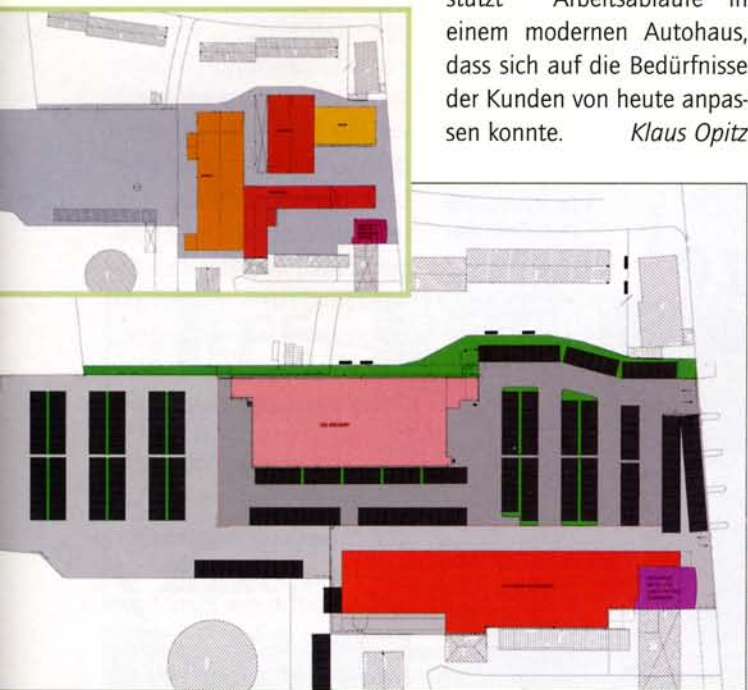 stützt Arbeitsabläufe in
einem modernen Autohaus,
dass sich auf die Bedürfnisse
der Kunden von heute anpas-
sen konnte. Klaus Opitz